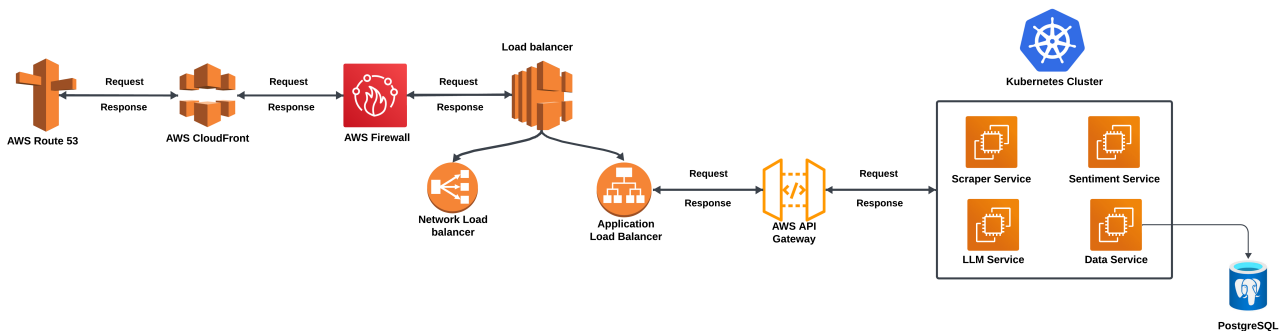 Load balancer
Kubernetes Cluster
Request
Request
Request
Response
Response
Response
AWS Route 53
AWS CloudFront
AWS Firewall
Scraper Service
Sentiment Service
Request
Request
Response
Response
Network Load
balancer
Application
Load Balancer
AWS API
Gateway
</>
LLM Service
Data Service
PostgreSQL